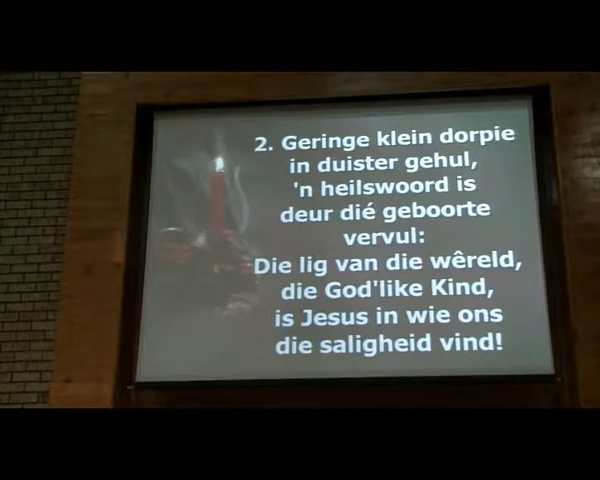 2. Geringe klein dorpie
in duister gehul,
'n heilswoord is
deur dié geboorte
vervul:
Die lig van die wêreld,
die God'like Kind,
is Jesus in wie ons
die saligheid vind!